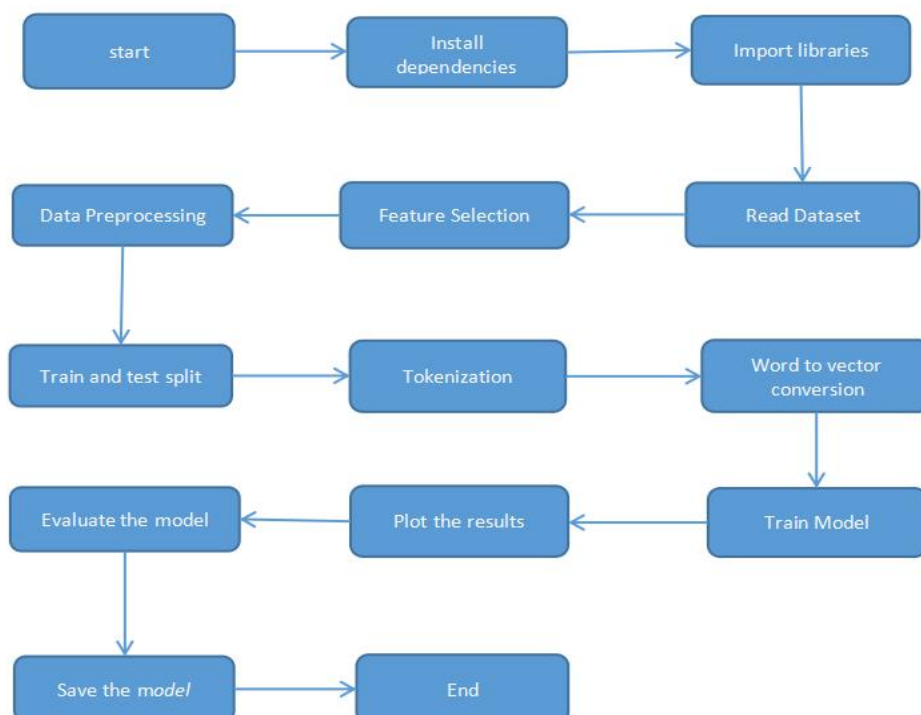 start
Install
dependencies
Import libraries
Read Dataset
Feature Selection
Data Preprocessing
Train and test split
Tokenization
Word to vector
conversion
Train Model
Plot the results
Evaluate the model
Save the model
End